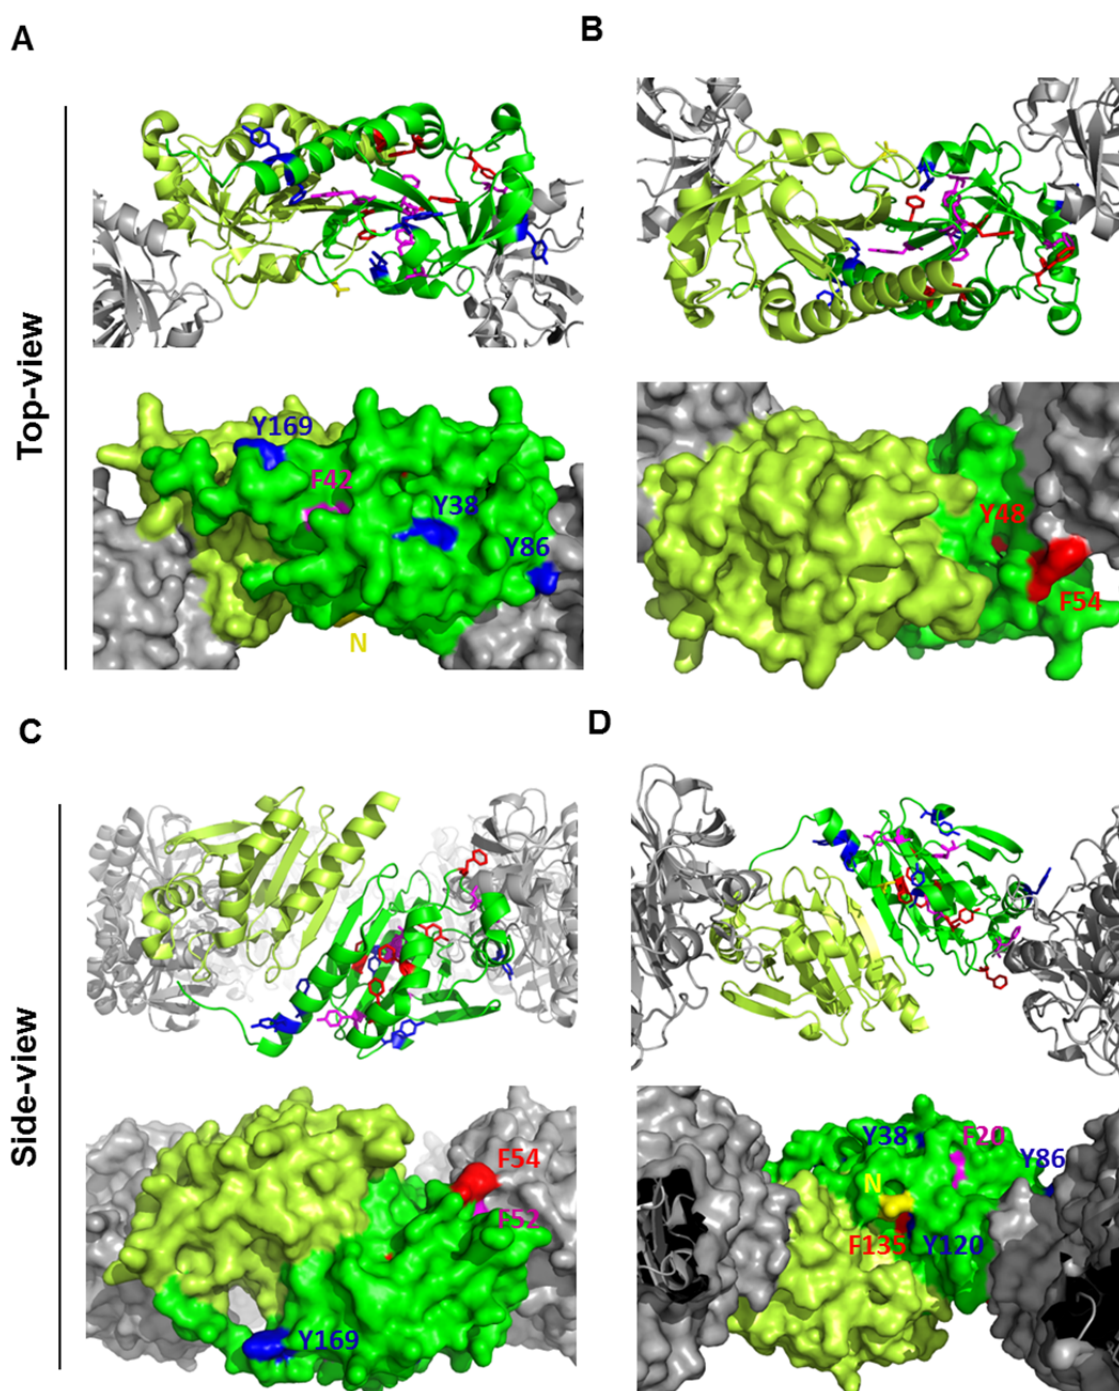 A
B
Top-view
Y169
F42
Y38
Y86
N
Y48
F54
C
D
Side-view
F54
F52
Y169
Y38
F20
Y86
N
F135
Y120